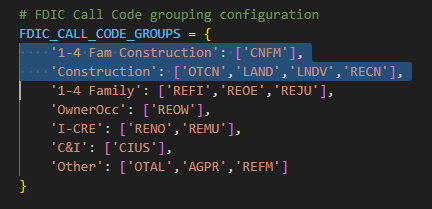 # FDIC Call Code grouping configuration
FDIC_CALL_CODE_GROUPS = {
'1-4 Fam Construction': ['CNFM'],
'Construction': ['OTCN','LAND','LNDV','RECN'],
'1-4 Family': ['REFI','REOE','REJU'],
'OwnerOcc': ['REOW'],
'I-CRE': ['RENO','REMU'],
'C&I': ['CIUS'],
'Other': ['OTAL','AGPR','REFM']
}